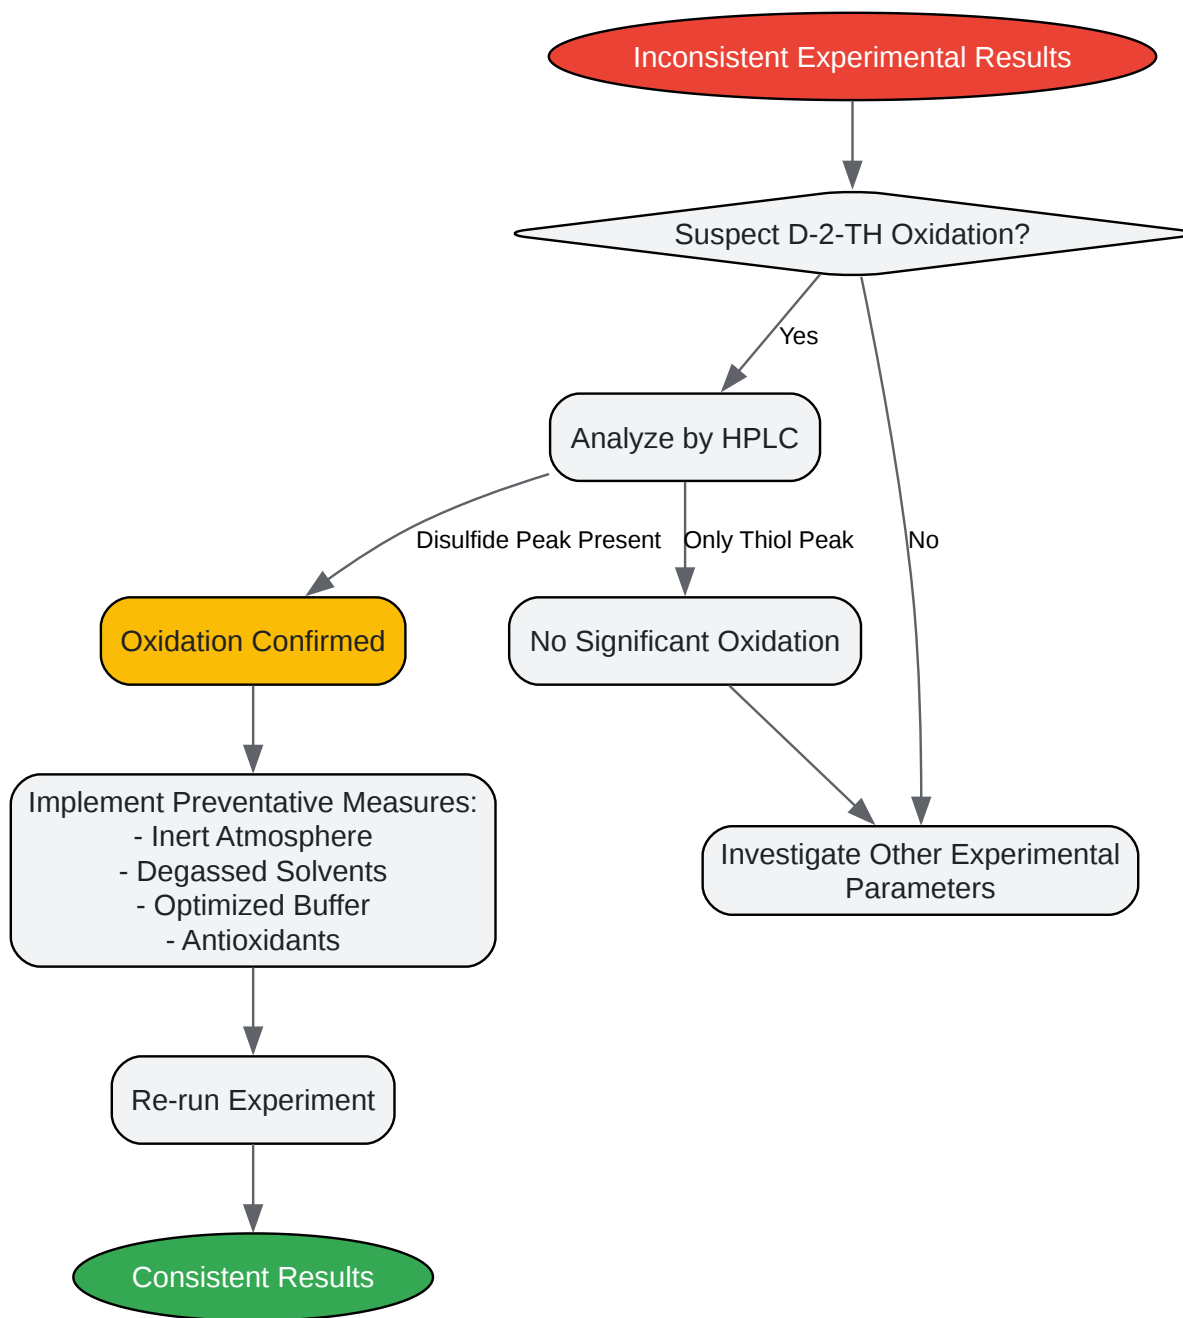 Inconsistent Experimental Results
Suspect D-2-TH Oxidation?
Yes
No
Analyze by HPLC
Disulfide Peak Present
Only Thiol Peak
Oxidation Confirmed
No Significant Oxidation
Implement Preventative Measures:
- Inert Atmosphere
- Degassed Solvents
- Optimized Buffer
- Antioxidants
Investigate Other Experimental
Parameters
Re-run Experiment
Consistent Results